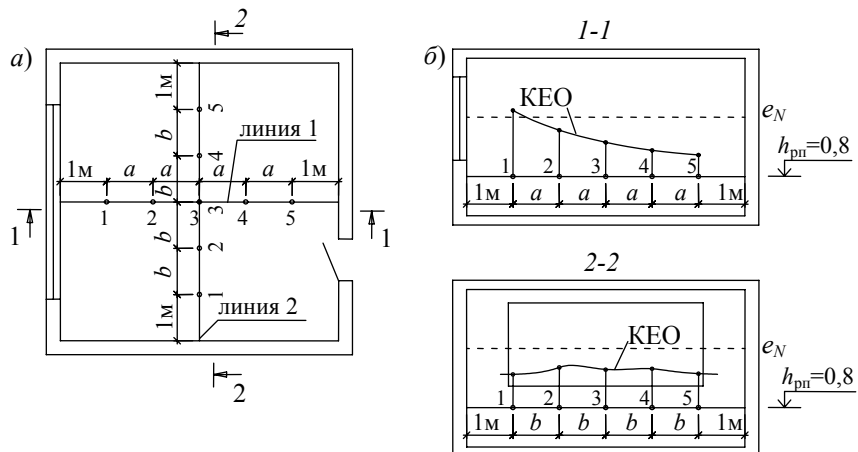 а)
2
1м
5
b
линия 1
4
1м a a b a a 1м
1 2 3 4 5
1 1
b
2
b
1
1м
линия 2
2
б)
1-1
КЕО
e_N
h_рп=0,8
1 2 3 4 5
1м a a a a 1м
2-2
КЕО
e_N
h_рп=0,8
1 2 3 4 5
1м b b b b 1м